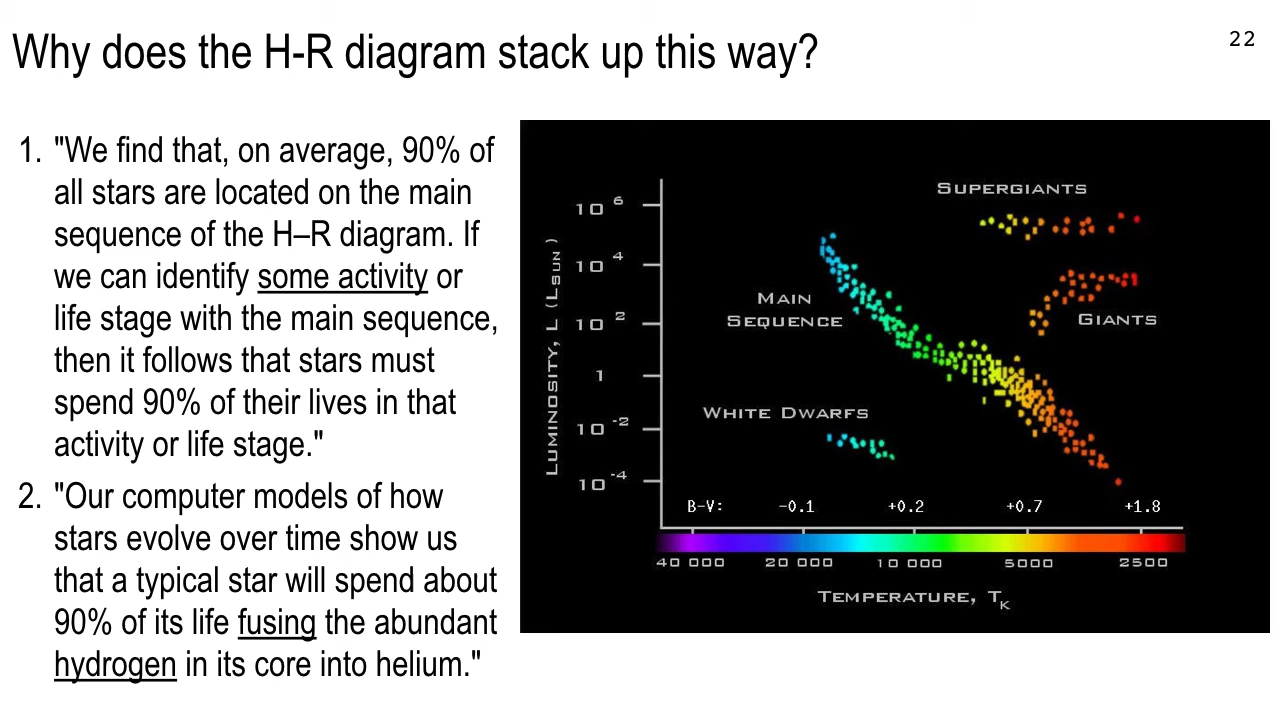 Why does the H-R diagram stack up this way?
22
1. "We find that, on average, 90% of
all stars are located on the main
sequence of the H–R diagram. If
we can identify some activity or
life stage with the main sequence,
then it follows that stars must
spend 90% of their lives in that
activity or life stage."
2. "Our computer models of how
stars evolve over time show us
that a typical star will spend about
90% of its life fusing the abundant
hydrogen in its core into helium."
SUPERGIANTS
10 6
10 4
10 2
1
10 -2
10 -4
LUMINOSITY, L (LSUN)
MAIN
SEQUENCE
GIANTS
WHITE DWARFS
B-V: -0.1 +0.2 +0.7 +1.8
40 000 20 000 10 000 5000 2500
TEMPERATURE, TK